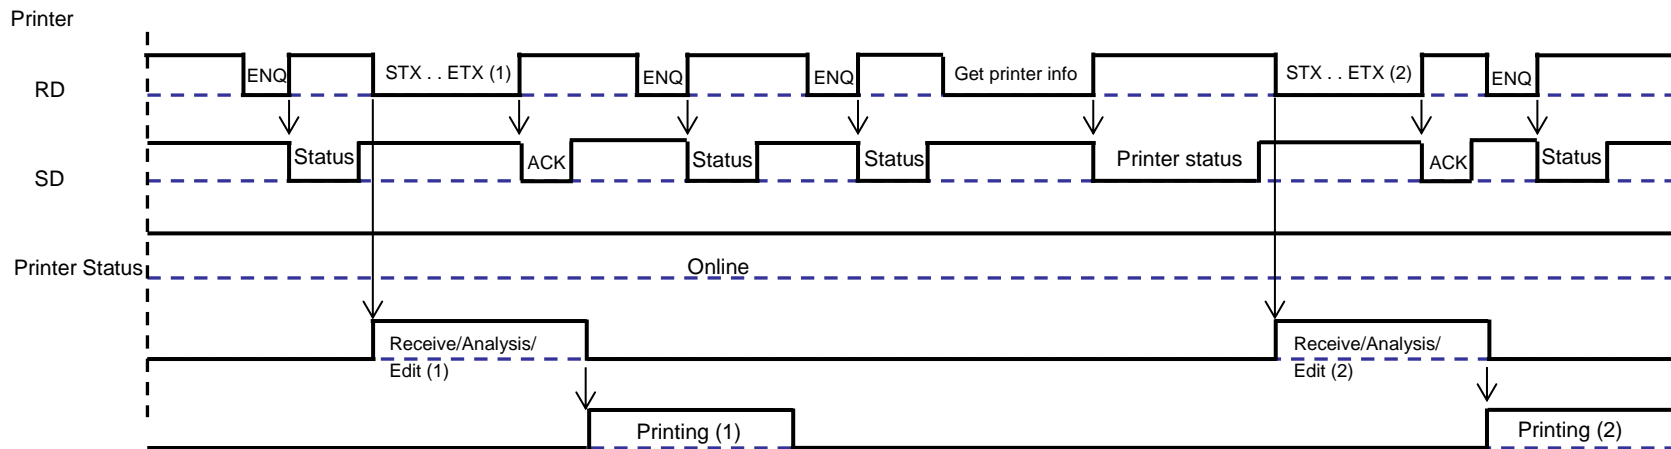 Printer
RD
ENQ
STX . . ETX (1)
ENQ
ENQ
Get printer info
STX . . ETX (2)
ENQ
SD
Status
ACK
Status
Status
Printer status
ACK
Status
Printer Status
Online
Receive/Analysis/
Edit (1)
Receive/Analysis/
Edit (2)
Printing (1)
Printing (2)